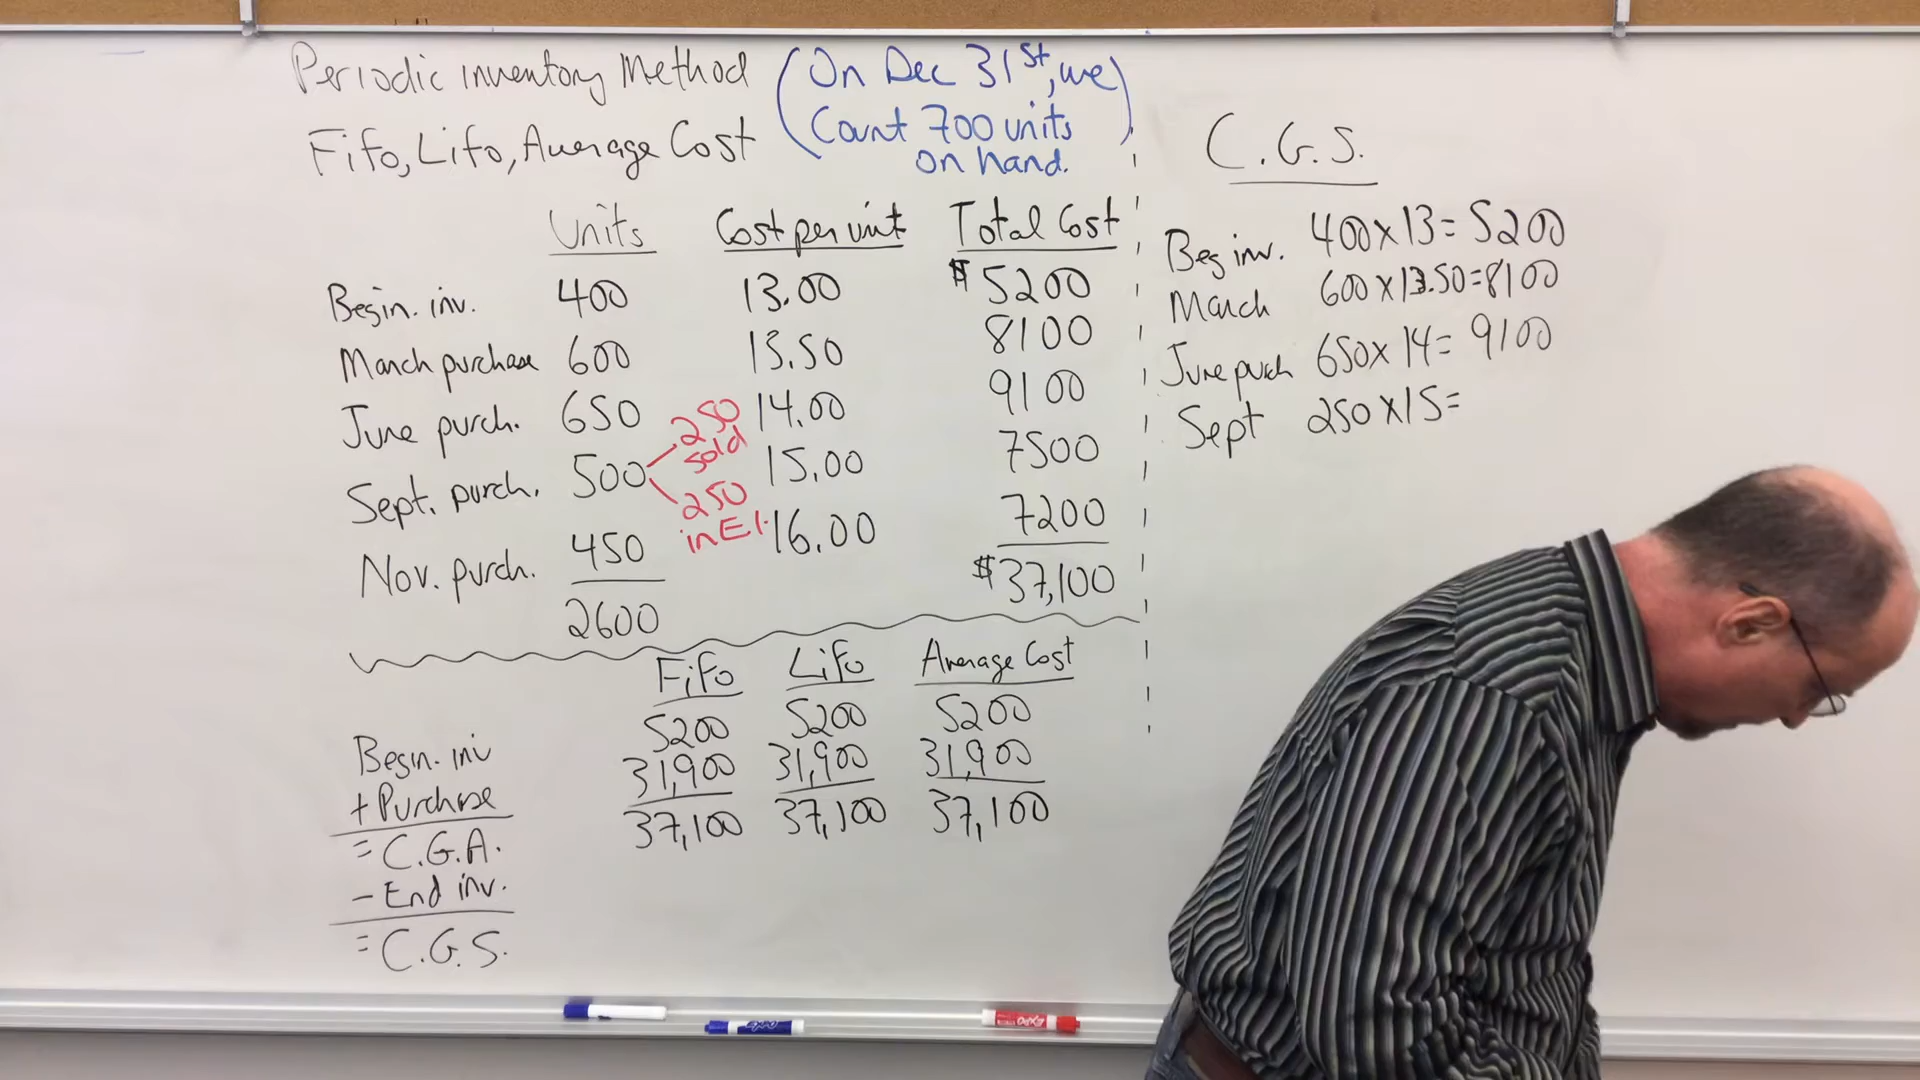 Periodic inventory Method
Fifo, Lifo, Average Cost
(On Dec 31st, we
Count 700 units
on hand.)
Units Cost per unit Total Cost
Begin. inv. 400 13.00 $5200
March purchase 600 13.50 8100
June purch. 650 14.00 9100
Sept. purch. 500 15.00 7500
250 sold
250 in E.I.
Nov. purch. 450 16.00 7200
2600 $37,100
Fifo Lifo Average Cost
Begin. inv 5200 5200 5200
+ Purchase 31,900 31,900 31,900
= C.G.A. 37,100 37,100 37,100
- End inv.
= C.G.S.
C.G.S.
Beg inv. 400 x 13 = 5200
March 600 x 13.50 = 8100
June purch 650 x 14 = 9100
Sept 250 x 15 =
EXPO